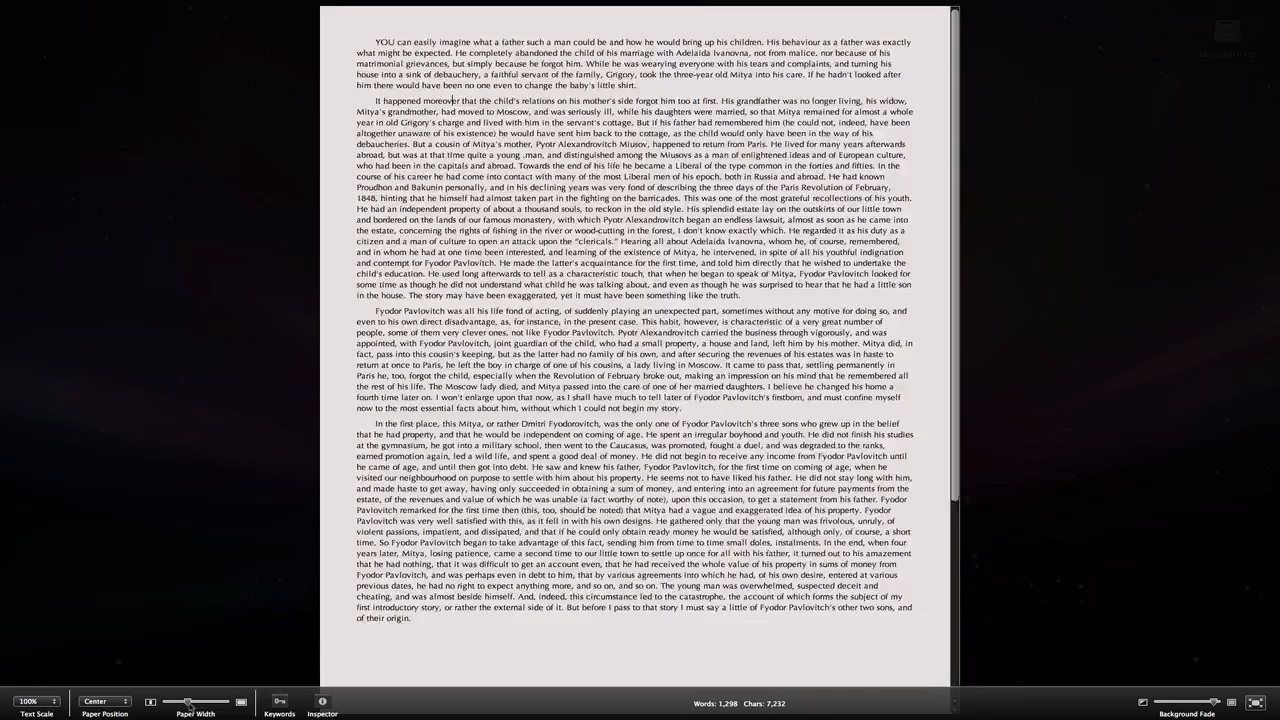 YOU can easily imagine what a father such a man could be and how he would bring up his children. His behaviour as a father was exactly
what might be expected. He completely abandoned the child of his marriage with Adelaida Ivanovna, not from malice. nor because of his
matrimonial grievances, but simply because he forgot him. While he was wearying everyone with his tears and complaints, and turning his
house into a sink of debauchery, a faithful servant of the family, Grigory, took the three-year old Mitya into his care. If he hadn't looked after
him there would have been no one even to change the baby's little shirt.
It happened moreover that the child's relations on his mother's side forgot him too at first. His grandfather was no longer living, his widow,
Mitya's grandmother, had moved to Moscow, and was seriously ill, while his daughters were married, so that Mitya remained for almost a whole
year in old Grigory's charge and lived with him in the servant's cottage. But if his father had remembered him (he could not, indeed, have been
altogether unaware of his existence) he would have sent him back to the cottage, as the child would only have been in the way of his
debaucheries. But a cousin of Mitya's mother, Pyotr Alexandrovitch Miusov, happened to return from Paris. He lived for many years afterwards
abroad, but was at that time quite a young .man, and distinguished among the Miusovs as a man of enlightened ideas and of European culture,
who had been in the capitals and abroad. Towards the end of his life he became a Liberal of the type common in the forties and fifties. In the
course of his career he had come into contact with many of the most Liberal men of his epoch, both in Russia and abroad. He had known
Proudhon and Bakunin personally, and in his declining years was very fond of describing the three days of the Paris Revolution of February,
1848, hinting that he himself had almost taken part in the fighting on the barricades. This was one of the most grateful recollections of his youth.
He had an independent property of about a thousand souls, to reckon in the old style. His splendid estate lay on the outskirts of our little town
and bordered on the lands of our famous monastery, with which Pyotr Alexandrovitch began an endless lawsuit, almost as soon as he came into
the estate, concerning the rights of fishing in the river or wood-cutting in the forest, I don't know exactly which. He regarded it as his duty as a
citizen and a man of culture to open an attack upon the "clericals." Hearing all about Adelaida Ivanovna, whom he, of course, remembered,
and in whom he had at one time been interested, and learning of the existence of Mitya, he intervened, in spite of all his youthful indignation
and contempt for Fyodor Pavlovitch. He made the latter's acquaintance for the first time, and told him directly that he wished to undertake the
child's education. He used long afterwards to tell as a characteristic touch, that when he began to speak of Mitya, Fyodor Pavlovitch looked for
some time as though he did not understand what child he was talking about, and even as though he was surprised to hear that he had a little son
in the house. The story may have been exaggerated, yet it must have been something like the truth.
Fyodor Pavlovitch was all his life fond of acting, of suddenly playing an unexpected part, sometimes without any motive for doing so, and
even to his own direct disadvantage, as, for instance, in the present case. This habit, however, is characteristic of a very great number of
people, some of them very clever ones, not like Fyodor Pavlovitch. Pyotr Alexandrovitch carried the business through vigorously, and was
appointed, with Fyodor Pavlovitch, joint guardian of the child, who had a small property, a house and land, left him by his mother. Mitya did, in
fact, pass into this cousin's keeping, but as the latter had no family of his own, and after securing the revenues of his estates was in haste to
return at once to Paris, he left the boy in charge of one of his cousins, a lady living in Moscow. It came to pass that, settling permanently in
Paris he, too, forgot the child, especially when the Revolution of February broke out, making an impression on his mind that he remembered all
the rest of his life. The Moscow lady died, and Mitya passed into the care of one of her married daughters. I believe he changed his home a
fourth time later on. I won't enlarge upon that now, as I shall have much to tell later of Fyodor Pavlovitch's firstborn, and must confine myself
now to the most essential facts about him, without which I could not begin my story.
In the first place, this Mitya, or rather Dmitri Fyodorovitch, was the only one of Fyodor Pavlovitch's three sons who grew up in the belief
that he had property, and that he would be independent on coming of age. He spent an irregular boyhood and youth. He did not finish his studies
at the gymnasium, he got into a military school, then went to the Caucasus, was promoted, fought a duel, and was degraded to the ranks,
earned promotion again, led a wild life, and spent a good deal of money. He did not begin to receive any income from Fyodor Pavlovitch until
he came of age, and until then got into debt. He saw and knew his father, Fyodor Pavlovitch, for the first time on coming of age, when he
visited our neighbourhood on purpose to settle with him about his property. He seems not to have liked his father. He did not stay long with him,
and made haste to get away, having only succeeded in obtaining a sum of money, and entering into an agreement for future payments from the
estate, of the revenues and value of which he was unable (a fact worthy of note), upon this occasion, to get a statement from his father. Fyodor
Pavlovitch remarked for the first time then (this, too, should be noted) that Mitya had a vague and exaggerated idea of his property. Fyodor
Pavlovitch was very well satisfied with this, as it fell in with his own designs. He gathered only that the young man was frivolous, unruly, of
violent passions, impatient, and dissipated, and that if he could only obtain ready money he would be satisfied, although only, of course, a short
time. So Fyodor Pavlovitch began to take advantage of this fact, sending him from time to time small doles, instalments. In the end, when four
years later, Mitya, losing patience, came a second time to our little town to settle up once for all with his father, it turned out to his amazement
that he had nothing, that it was difficult to get an account even, that he had received the whole value of his property in sums of money from
Fyodor Pavlovitch, and was perhaps even in debt to him, that by various agreements into which he had, of his own desire, entered at various
previous dates, he had no right to expect anything more, and so on, and so on. The young man was overwhelmed, suspected deceit and
cheating, and was almost beside himself. And, indeed, this circumstance led to the catastrophe, the account of which forms the subject of my
first introductory story, or rather the external side of it. But before I pass to that story I must say a little of Fyodor Pavlovitch's other two sons, and
of their origin.
100% Center Words: 1,298 Chars: 7,232
Text Scale Paper Position Paper Width Keywords Inspector Background Fade